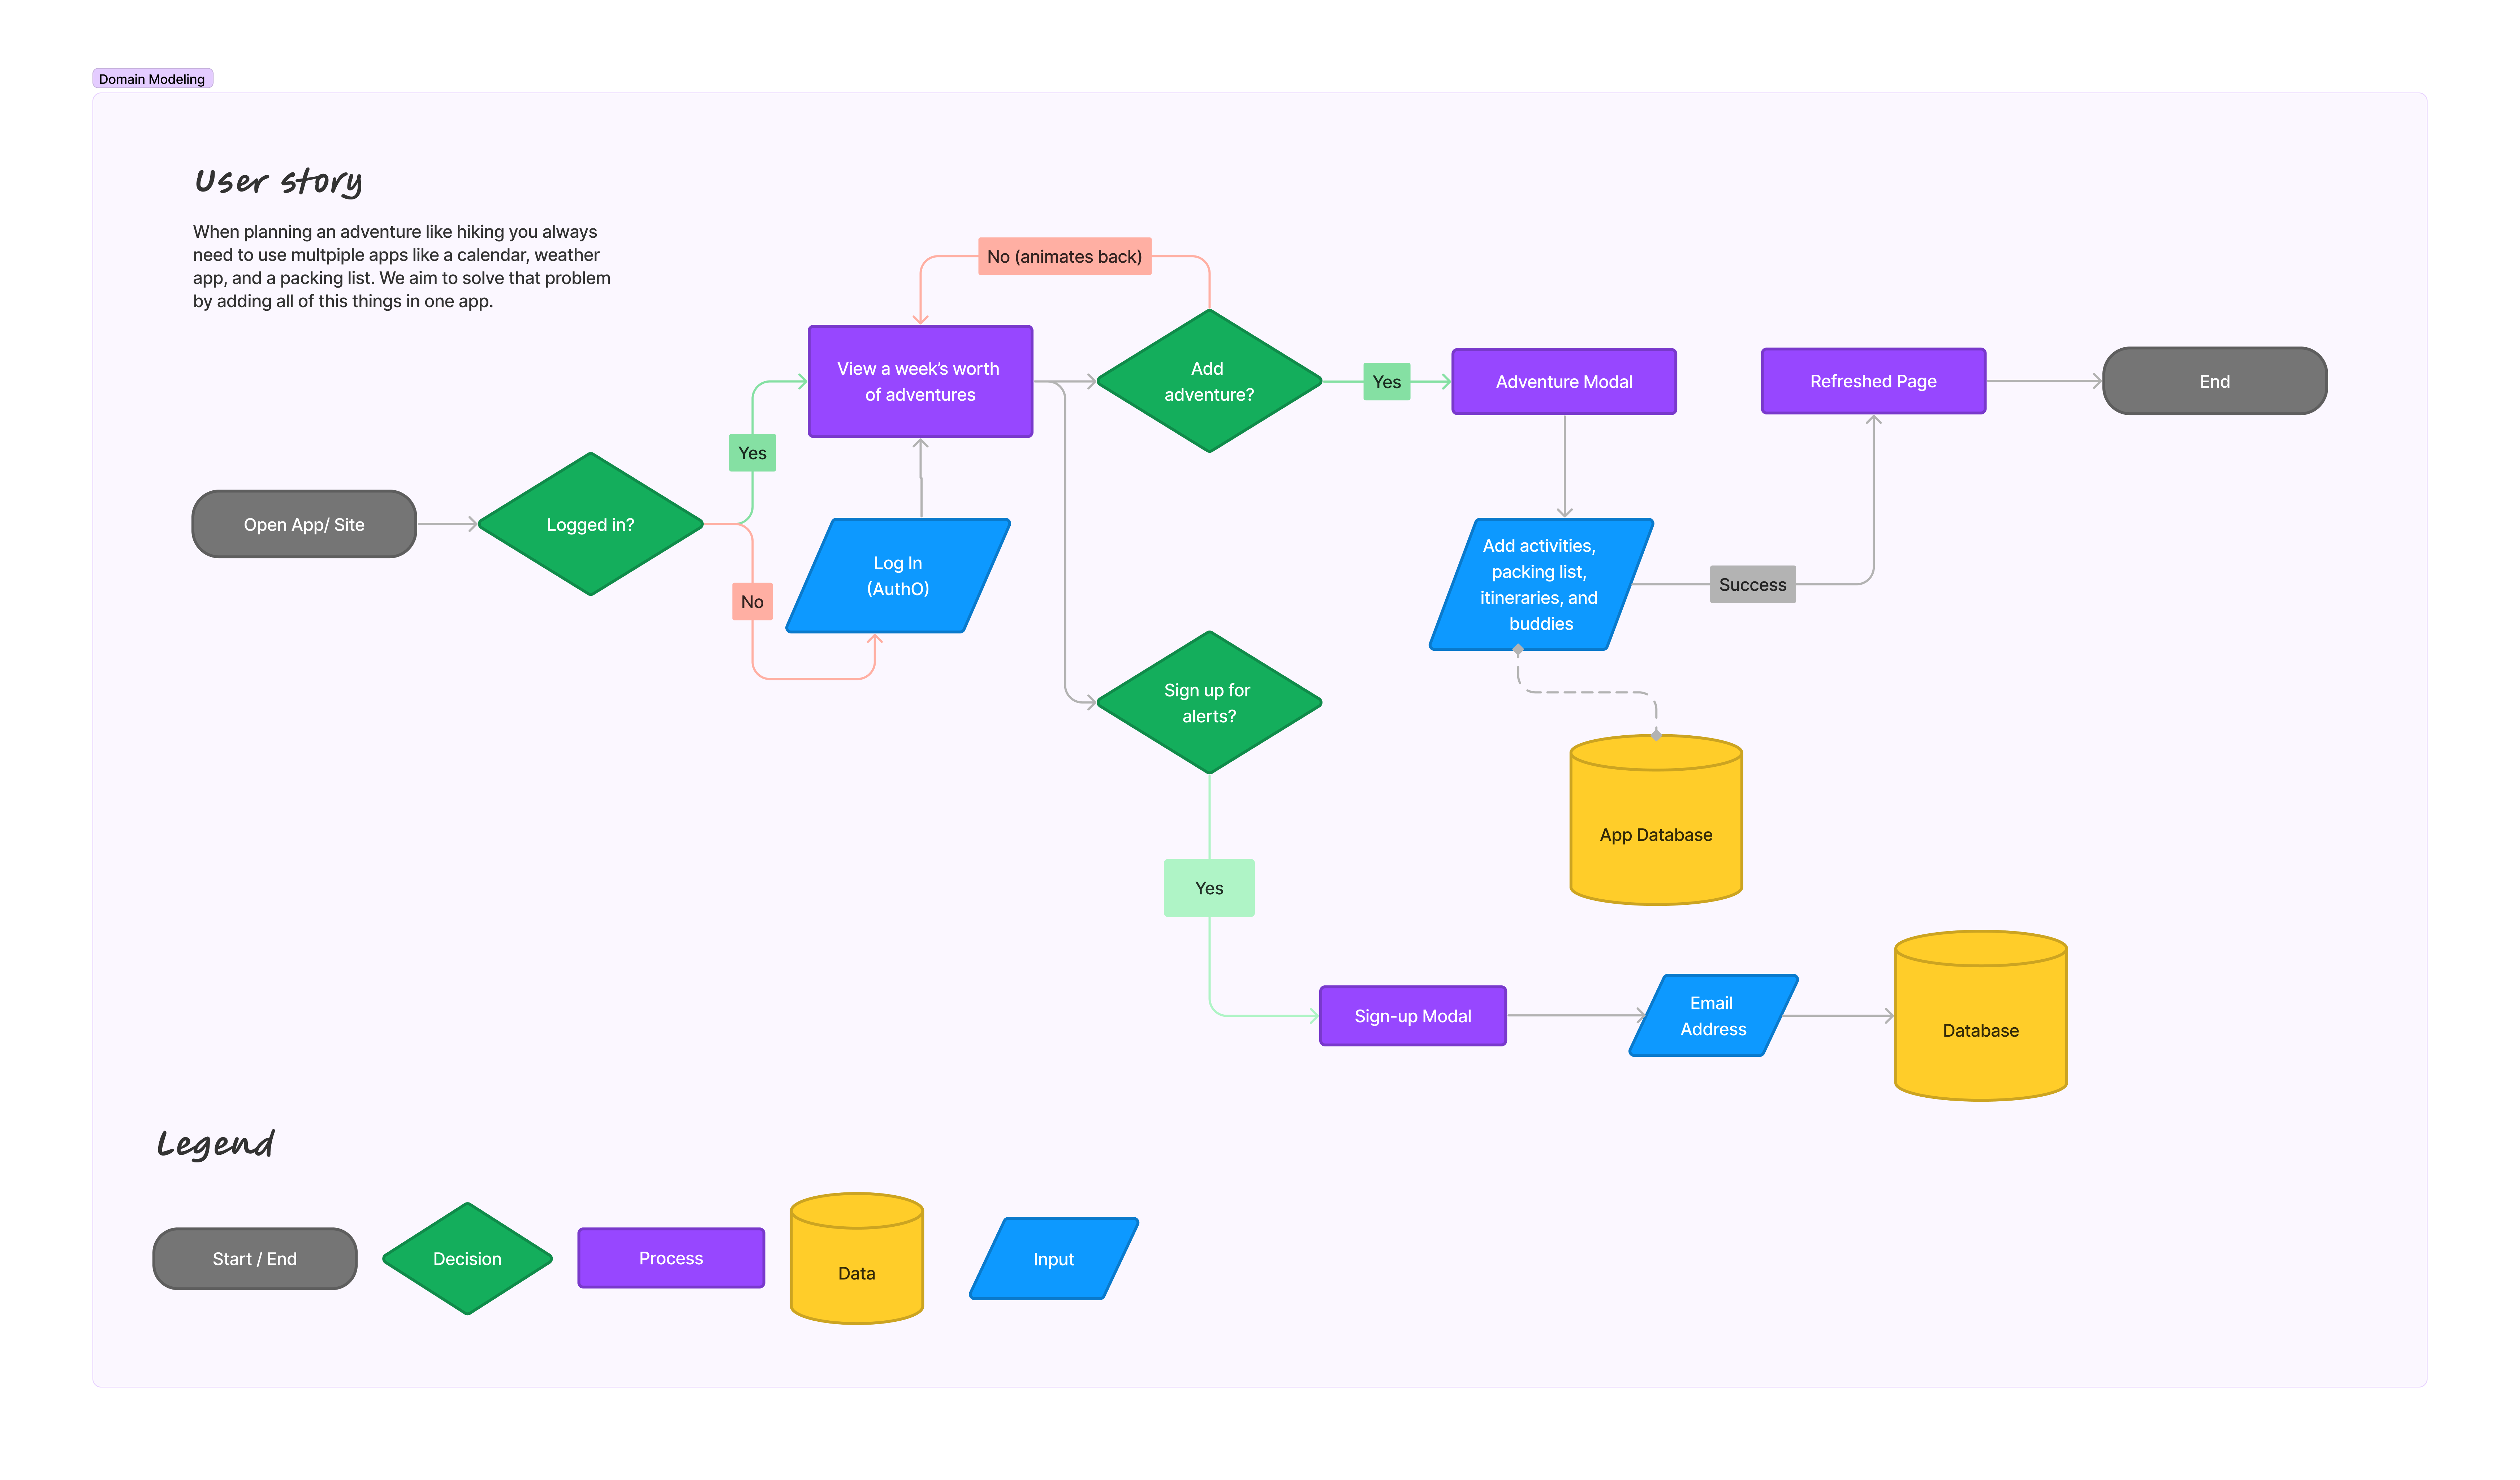 Domain Modeling
User story
When planning an adventure like hiking you always
need to use multpiple apps like a calendar, weather
app, and a packing list. We aim to solve that problem
by adding all of this things in one app.
No (animates back)
View a week's worth
of adventures
Add
adventure?
Yes
Adventure Modal
Refreshed Page
End
Yes
Open App/ Site
Logged in?
Log In
(AuthO)
No
Add activities,
packing list,
itineraries, and
buddies
Success
Sign up for
alerts?
App Database
Yes
Sign-up Modal
Email
Address
Database
Legend
Start / End
Decision
Process
Data
Input